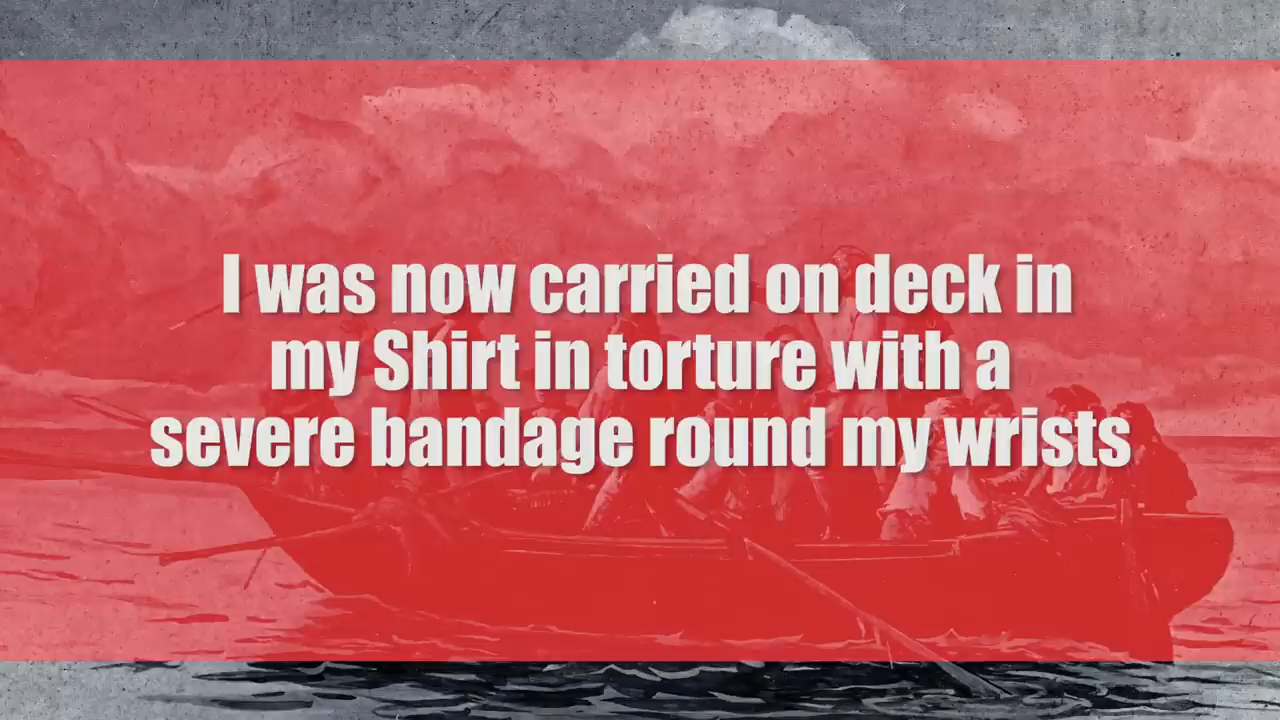 I was now carried on deck in
my Shirt in torture with a
severe bandage round my wrists